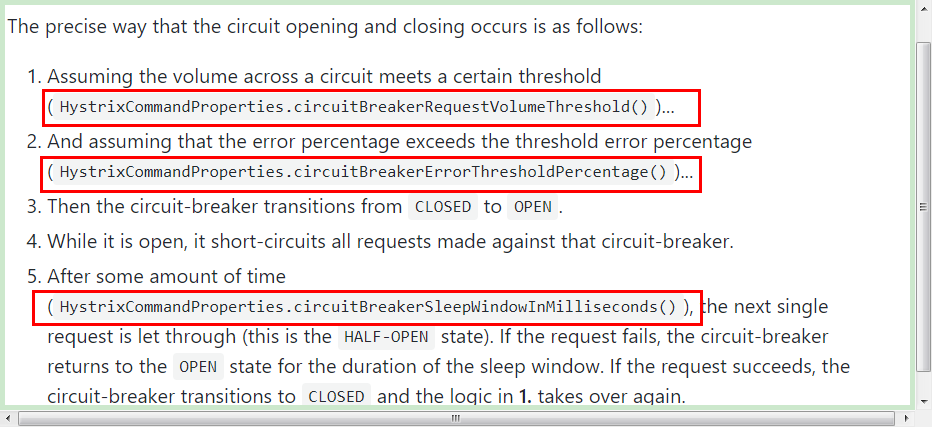 The precise way that the circuit opening and closing occurs is as follows:
1. Assuming the volume across a circuit meets a certain threshold
( HystrixCommandProperties.circuitBreakerRequestVolumeThreshold() )...
2. And assuming that the error percentage exceeds the threshold error percentage
( HystrixCommandProperties.circuitBreakerErrorThresholdPercentage() )...
3. Then the circuit-breaker transitions from CLOSED to OPEN .
4. While it is open, it short-circuits all requests made against that circuit-breaker.
5. After some amount of time
( HystrixCommandProperties.circuitBreakerSleepWindowInMilliseconds() ), the next single
request is let through (this is the HALF-OPEN state). If the request fails, the circuit-breaker
returns to the OPEN state for the duration of the sleep window. If the request succeeds, the
circuit-breaker transitions to CLOSED and the logic in 1. takes over again.